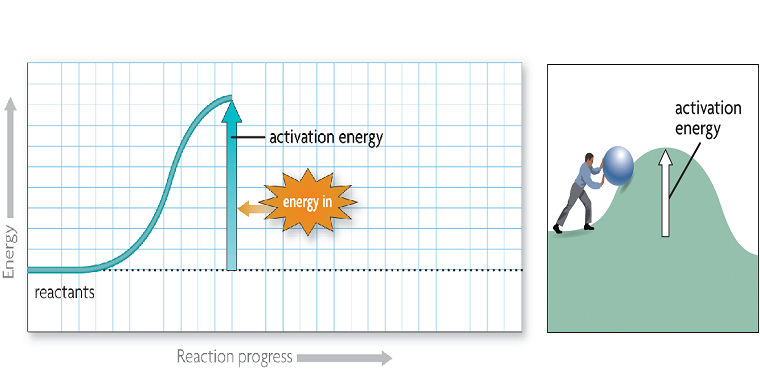 Energy
activation energy
energy in
reactants
Reaction progress
activation
energy